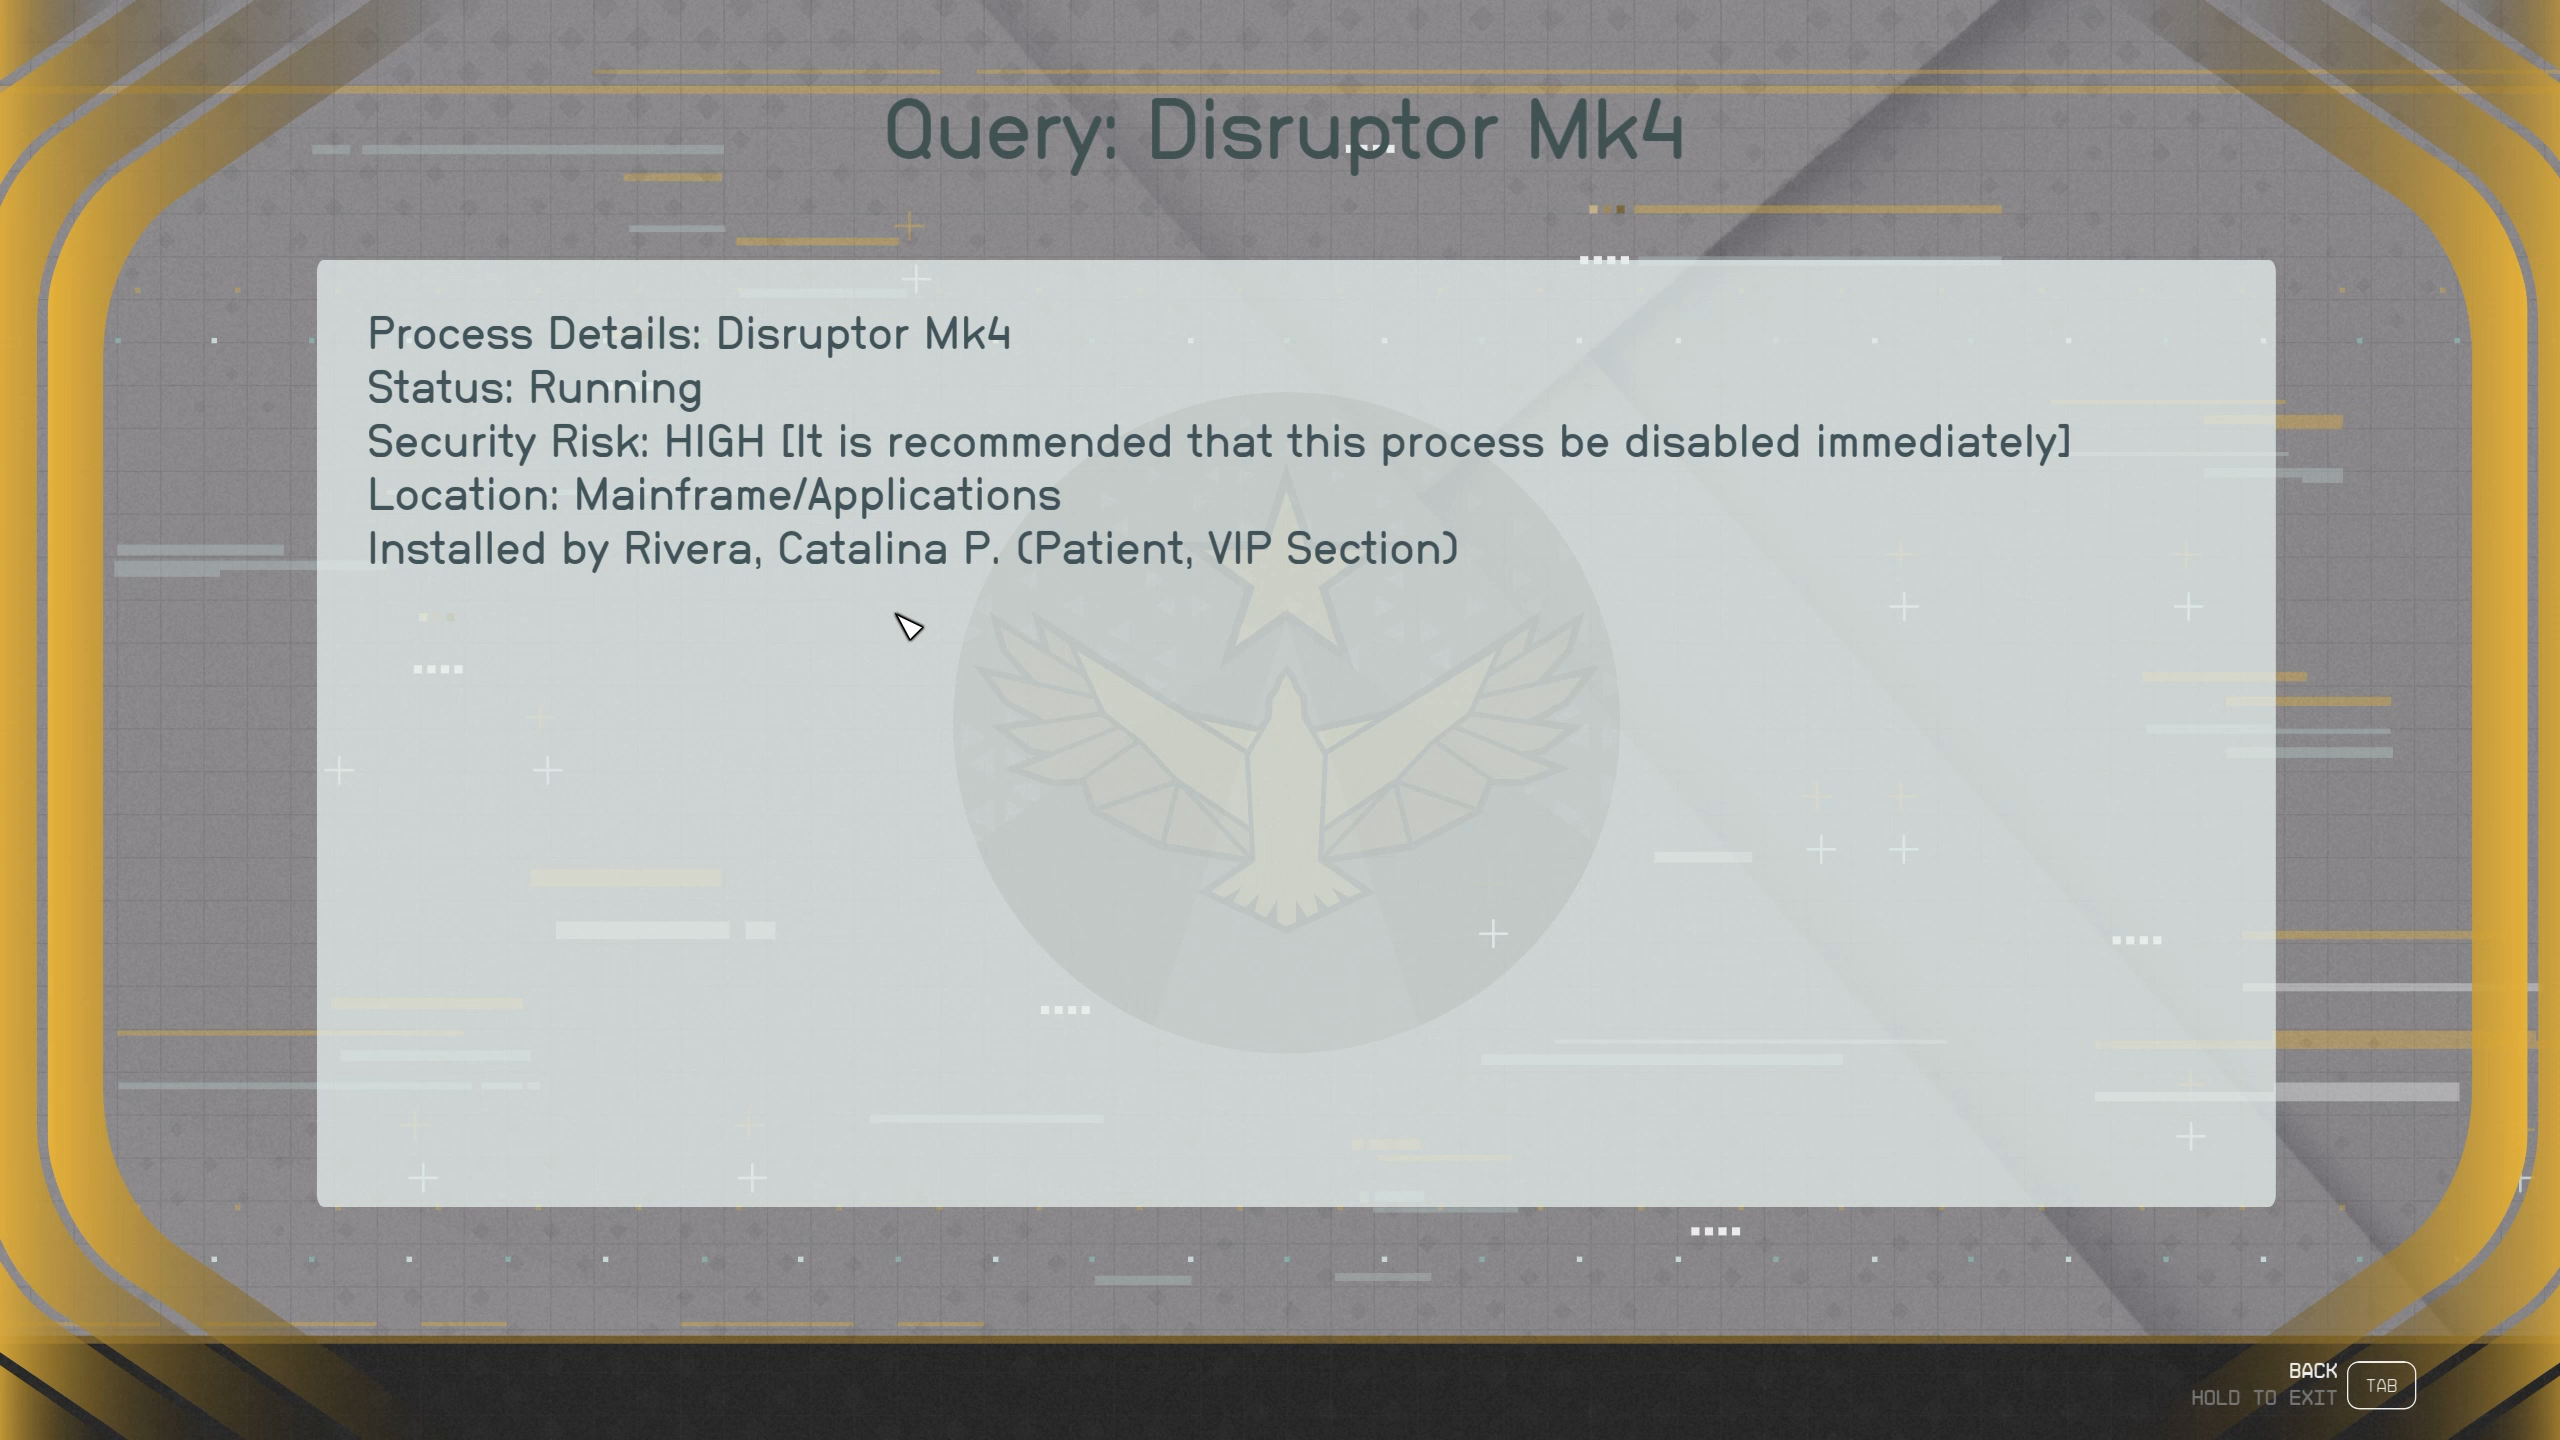 Query: Disruptor Mk4
Process Details: Disruptor Mk4
Status: Running
Security Risk: HIGH [It is recommended that this process be disabled immediately]
Location: Mainframe/Applications
Installed by Rivera, Catalina P. (Patient, VIP Section)
BACK
HOLD TO EXIT
TAB